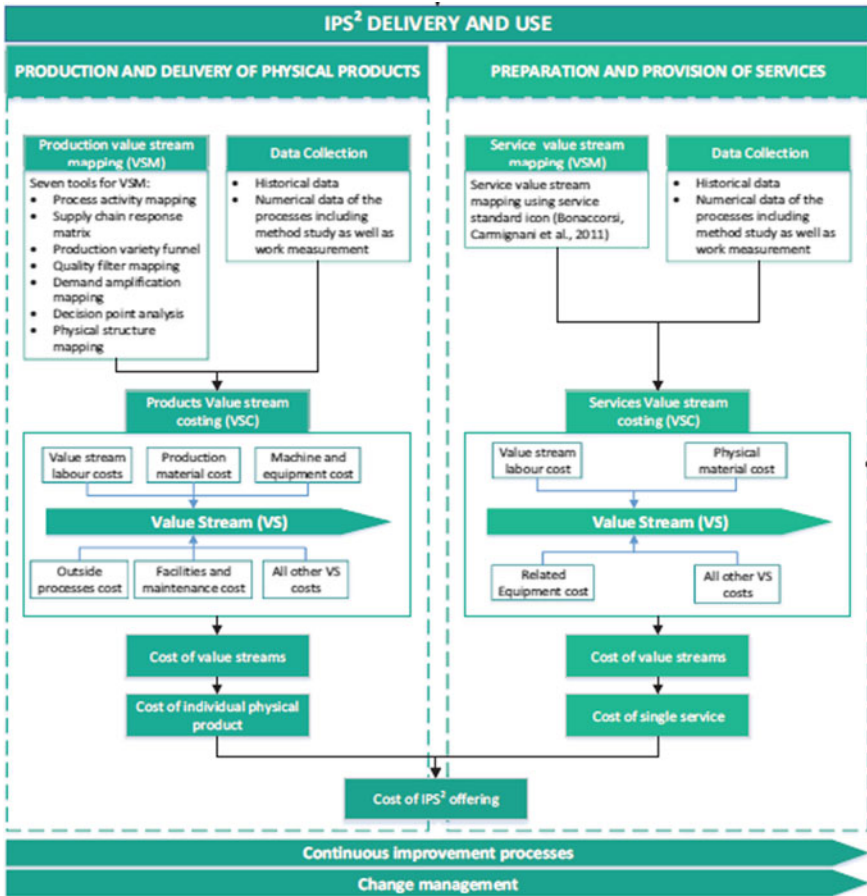 IPS² DELIVERY AND USE
PRODUCTION AND DELIVERY OF PHYSICAL PRODUCTS
Production value stream
mapping (VSM)
Seven tools for VSM:
• Process activity mapping
• Supply chain response
matrix
• Production variety funnel
• Quality filter mapping
• Demand amplification
mapping
• Decision point analysis
• Physical structure
mapping
Data Collection
• Historical data
• Numerical data of the
processes including
method study as well as
work measurement
Products Value stream
costing (VSC)
Value stream
labour costs
Production
material cost
Machine and
equipment cost
Value Stream (VS)
Outside
processes cost
Facilities and
maintenance cost
All other VS
costs
Cost of value streams
Cost of individual physical
product
PREPARATION AND PROVISION OF SERVICES
Service value stream
mapping (VSM)
Service value stream
mapping using service
standard icon (Bonaccorsi,
Carmignani et al., 2011)
Data Collection
• Historical data
• Numerical data of the
processes including
method study as well as
work measurement
Services Value stream
costing (VSC)
Value stream
labour cost
Physical
material cost
Value Stream (VS)
Related
Equipment cost
All other VS
costs
Cost of value streams
Cost of single service
Cost of IPS² offering
Continuous improvement processes
Change management